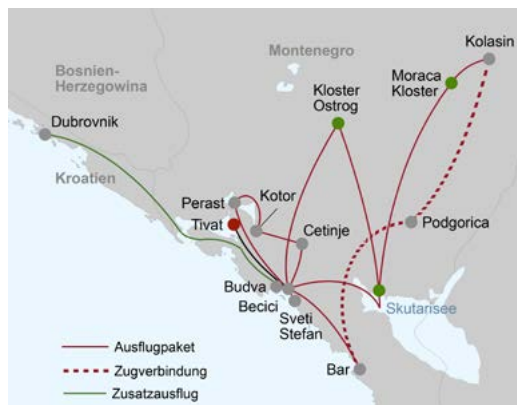 Kolasin
Montenegro
Bosnien-
Herzegowina
Moraca
Kloster
Kloster
Ostrog
Dubrovnik
Kroatien
Perast
Kotor
Tivat
Cetinje
Podgorica
Budva
Becici
Sveti
Stefan
Skutarisee
Bar
Ausflugpaket
Zugverbindung
Zusatzausflug